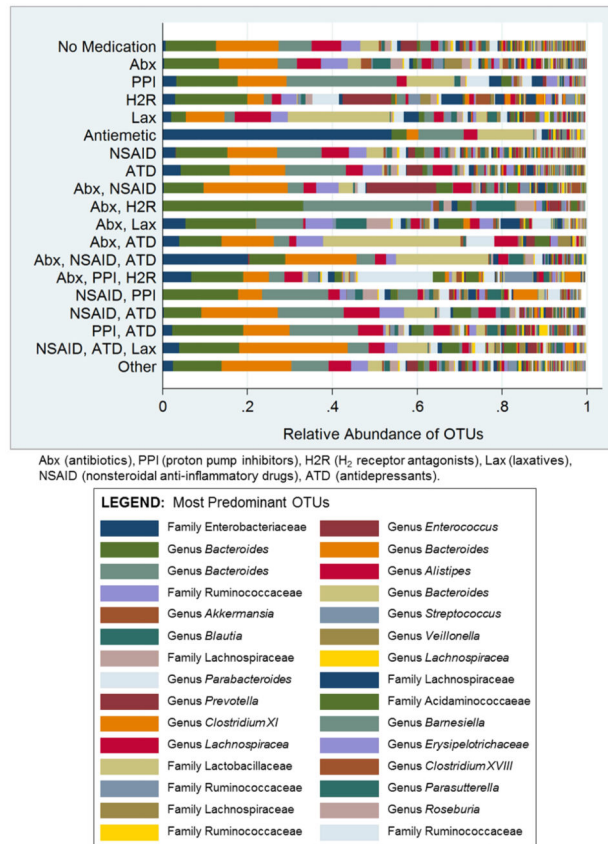 No Medication
Abx
PPI
H2R
Lax
Antiemetic
NSAID
ATD
Abx, NSAID
Abx, H2R
Abx, Lax
Abx, ATD
Abx, NSAID, ATD
Abx, PPI, H2R
NSAID, PPI
NSAID, ATD
PPI, ATD
NSAID, ATD, Lax
Other
0 .2 .4 .6 .8 1
Relative Abundance of OTUs
Abx (antibiotics), PPI (proton pump inhibitors), H2R (H₂ receptor antagonists), Lax (laxatives),
NSAID (nonsteroidal anti-inflammatory drugs), ATD (antidepressants).
LEGEND: Most Predominant OTUs
Family Enterobacteriaceae Genus Enterococcus
Genus Bacteroides Genus Bacteroides
Genus Bacteroides Genus Alistipes
Family Ruminococcaceae Genus Bacteroides
Genus Akkermansia Genus Streptococcus
Genus Blautia Genus Veillonella
Family Lachnospiraceae Genus Lachnospiracea
Genus Parabacteroides Family Lachnospiraceae
Genus Prevotella Family Acidaminococcaceae
Genus Clostridium XI Genus Barnesiella
Genus Lachnospiracea Genus Erysipelotrichaceae
Family Lactobacillaceae Genus Clostridium XVIII
Family Ruminococcaceae Genus Parasutterella
Family Lachnospiraceae Genus Roseburia
Family Ruminococcaceae Family Ruminococcaceae